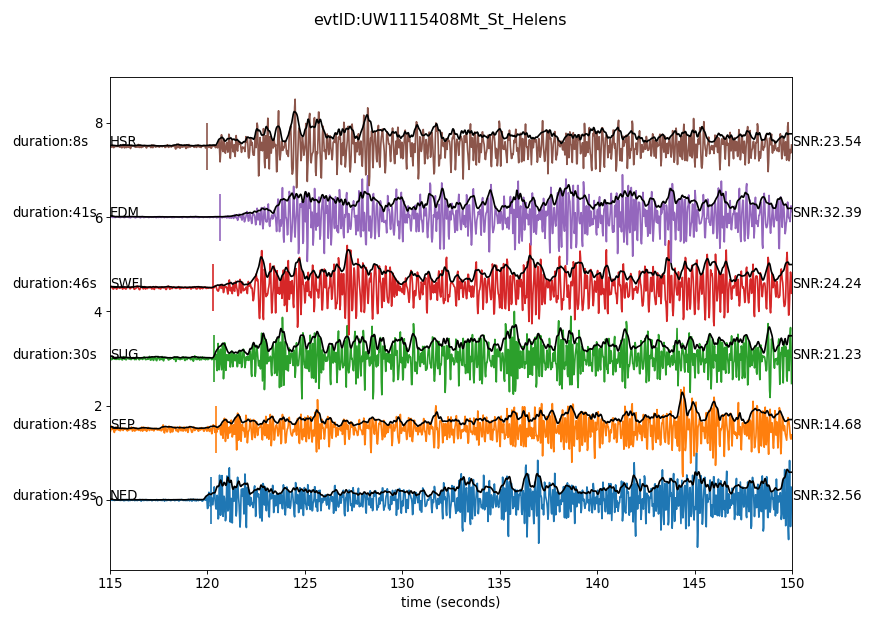 evtID:UW1115408Mt_St_Helens
8
duration:8s HSR SNR:23.54
duration:41s EDM SNR:32.39
6
duration:46s SWFL SNR:24.24
4
duration:30s SUG SNR:21.23
2
duration:48s SEP SNR:14.68
duration:49s NED SNR:32.56
0
115 120 125 130 135 140 145 150
time (seconds)